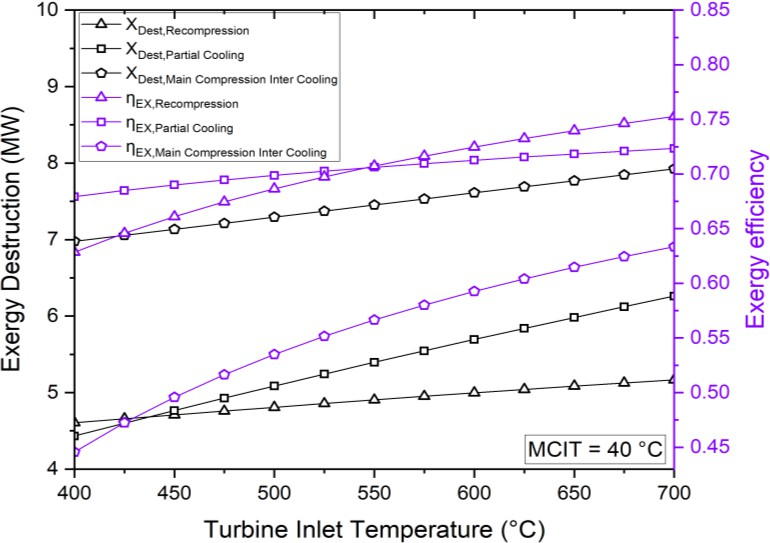 Exergy Destruction (MW)
10
9
8
7
6
5
4
X_Dest,Recompression
X_Dest,Partial Cooling
X_Dest,Main Compression Inter Cooling
η_EX,Recompression
η_EX,Partial Cooling
η_EX,Main Compression Inter Cooling
MCIT = 40 °C
0.85
0.80
0.75
0.70
0.65
0.60
0.55
0.50
0.45
Exergy efficiency
400 450 500 550 600 650 700
Turbine Inlet Temperature (°C)